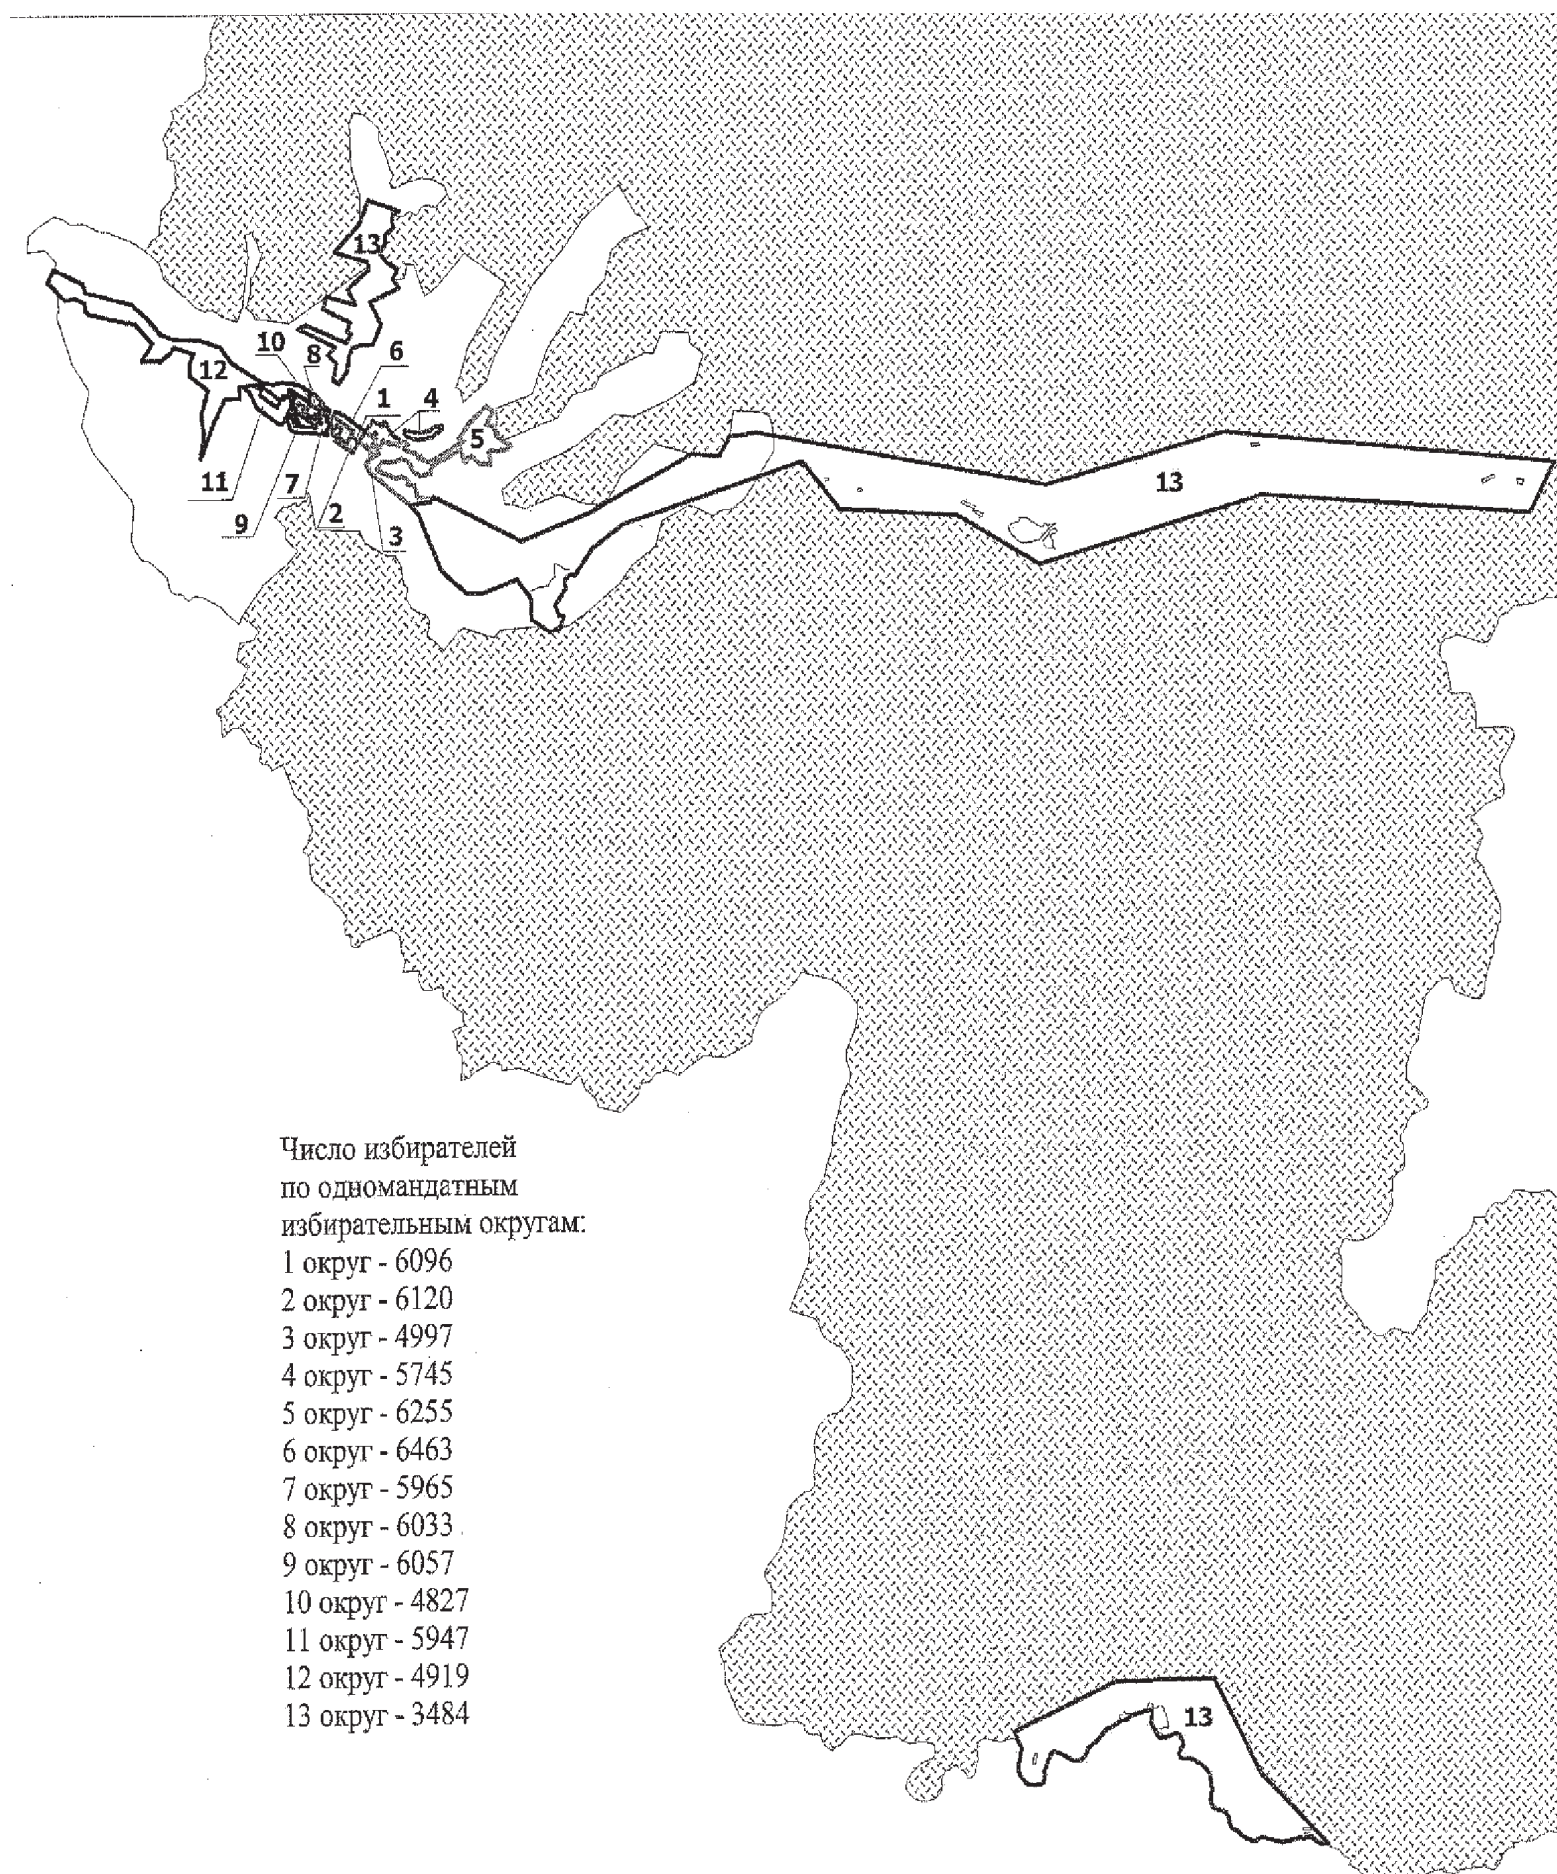 13
10
8
6
12
1
4
5
11
7
2
9
3
13
Число избирателей
по одномандатным
избирательным округам:
1 округ - 6096
2 округ - 6120
3 округ - 4997
4 округ - 5745
5 округ - 6255
6 округ - 6463
7 округ - 5965
8 округ - 6033
9 округ - 6057
10 округ - 4827
11 округ - 5947
12 округ - 4919
13 округ - 3484
13